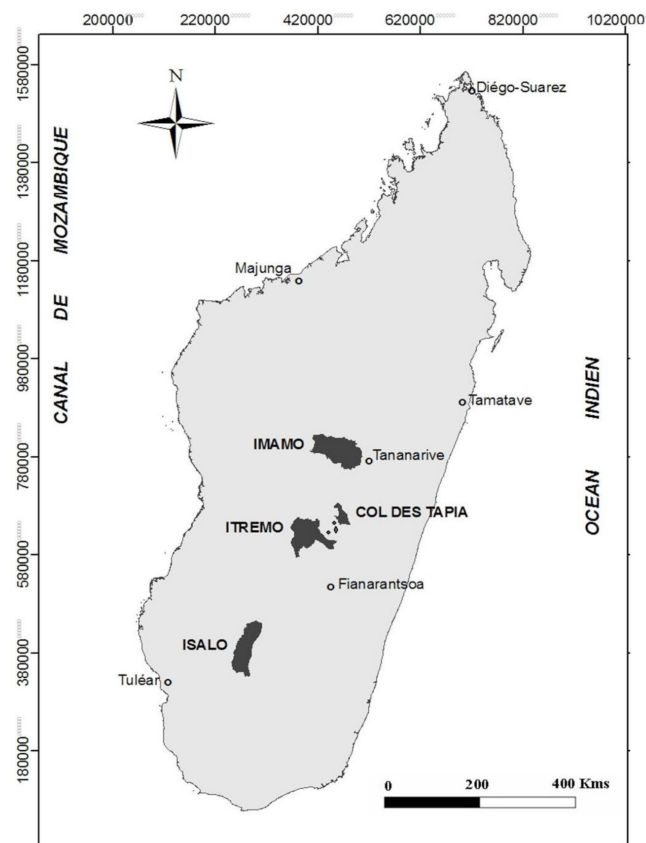 20000 220000 420000 620000 820000 1020000
1580000
1380000
1180000
980000
780000
580000
380000
180000
N
CANAL DE MOZAMBIQUE
OCEAN INDIEN
Diégo-Suarez
Majunga
Tamatave
IMAMO
Tananarive
COL DES TAPIA
ITREMO
Fianarantsoa
ISALO
Tuléar
0 200 400 Kms